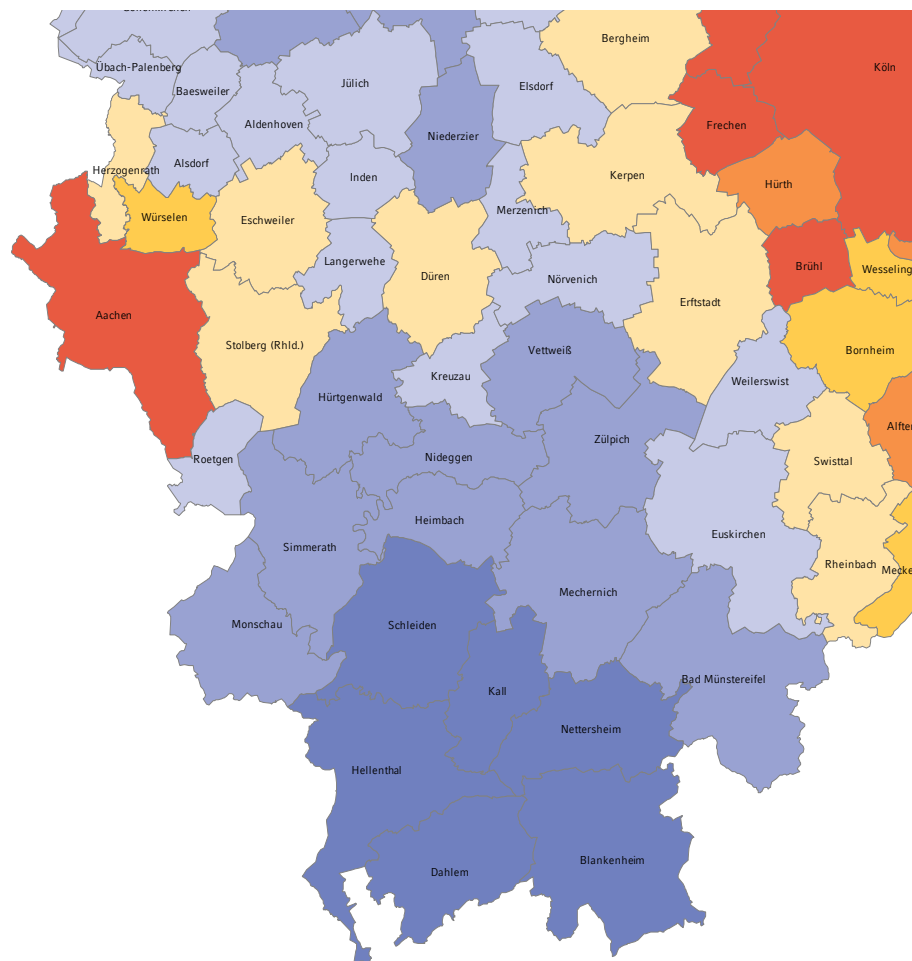 Bergheim
Köln
Übach-Palenberg
Jülich
Elsdorf
Baesweiler
Aldenhoven
Niederzier
Frechen
Alsdorf
Herzogenrath
Inden
Kerpen
Hürth
Würselen
Eschweiler
Merzenich
Langerwehe
Düren
Nörvenich
Brühl
Wesseling
Aachen
Erftstadt
Stolberg (Rhld.)
Vettweiß
Bornheim
Kreuzau
Weilerswist
Hürtgenwald
Zülpich
Alfter
Roetgen
Nideggen
Swisttal
Heimbach
Simmerath
Euskirchen
Rheinbach
Mecke
Mechernich
Monschau
Schleiden
Kall
Bad Münstereifel
Nettersheim
Hellenthal
Blankenheim
Dahlem